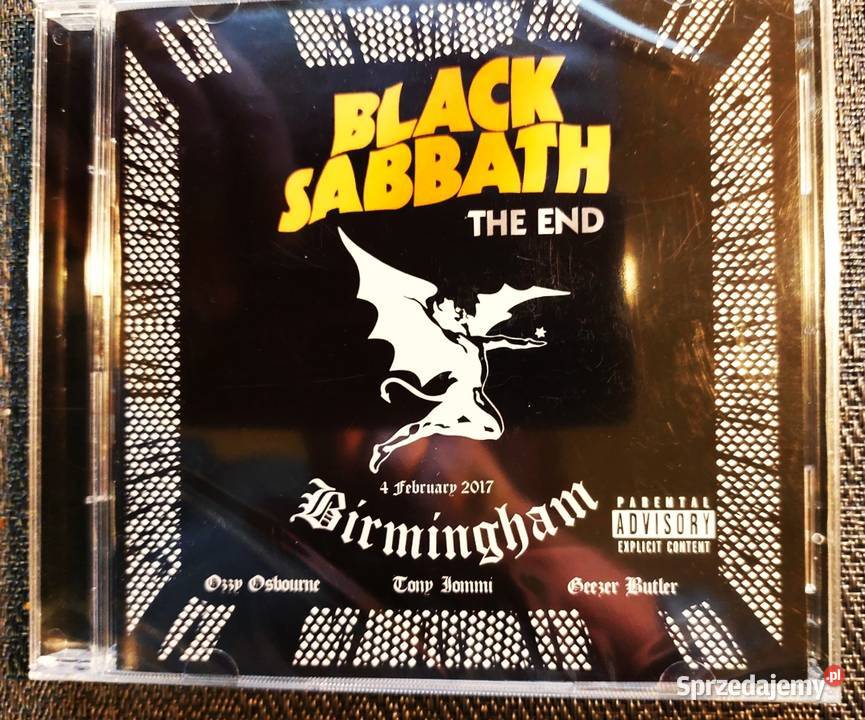 BLACK
SABBATH
THE END
4 February 2017
Birmingham
PARENTAL
ADVISORY
EXPLICIT CONTENT
Ozzy Osbourne Tony Iommi Geezer Butler
Sprzedajemy.pl